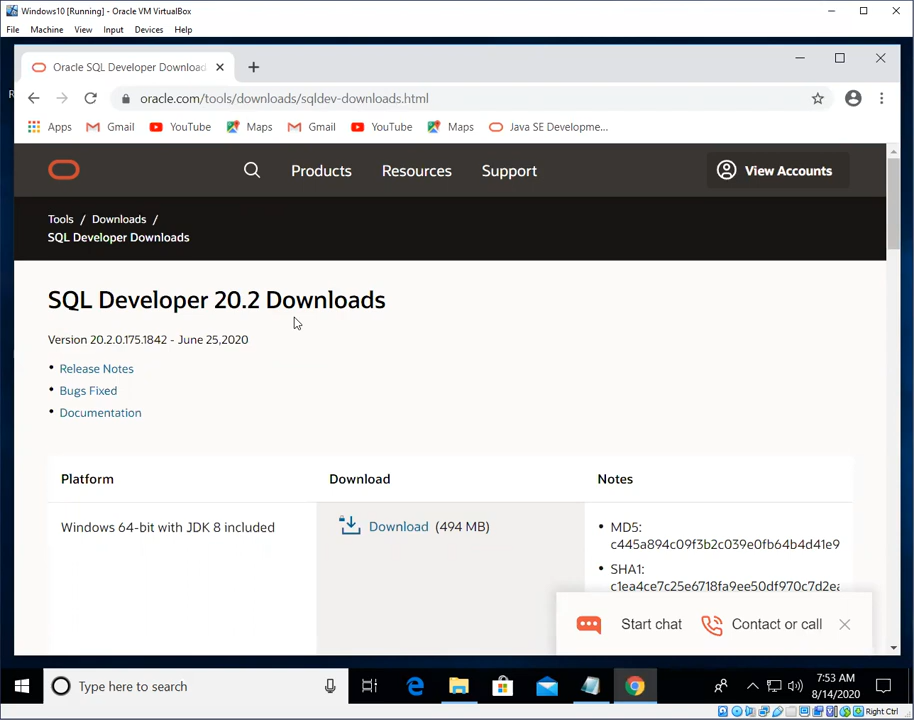 Windows10 [Running] - Oracle VM VirtualBox
File Machine View Input Devices Help
Oracle SQL Developer Download
oracle.com/tools/downloads/sqldev-downloads.html
Apps Gmail YouTube Maps Gmail YouTube Maps Java SE Developme...
Products Resources Support View Accounts
Tools / Downloads /
SQL Developer Downloads
SQL Developer 20.2 Downloads
Version 20.2.0.175.1842 - June 25,2020
• Release Notes
• Bugs Fixed
• Documentation
Platform Download Notes
Windows 64-bit with JDK 8 included Download (494 MB) • MD5:
c445a894c09f3b2c039e0fb64b4d41e9
• SHA1:
c1ea4ce7c25e6718fa9ee50df970c7d2ea
Start chat Contact or call
Type here to search
7:53 AM
8/14/2020
Right Ctrl